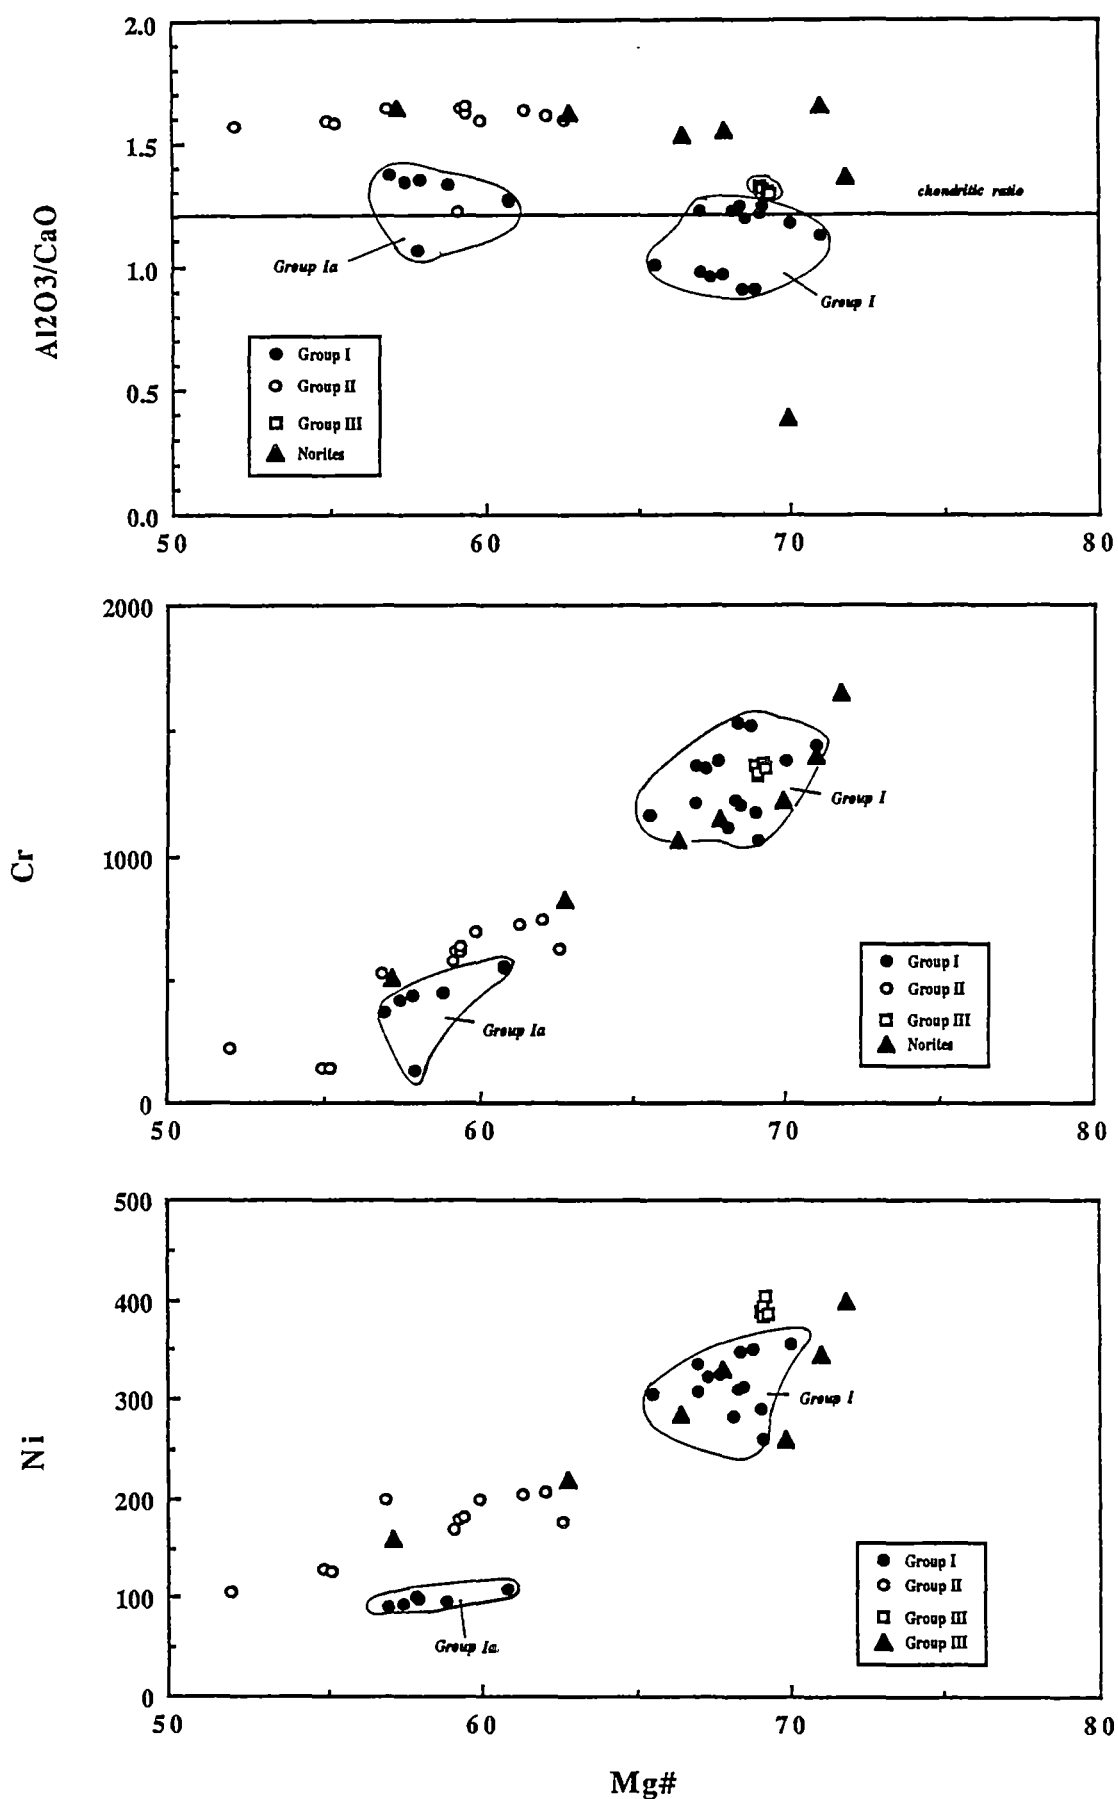 2.0
1.5
chondritic ratio
Al2O3/CaO
1.0
Group Ia
Group I
Group I
Group II
Group III
Norites
0.5
0.0
50 60 70 80
2000
Cr
1000
Group I
Group Ia
Group I
Group II
Group III
Norites
0
50 60 70 80
500
400
300
Group I
Ni
200
100
Group Ia
Group I
Group II
Group III
Group III
0
50 60 70 80
Mg#